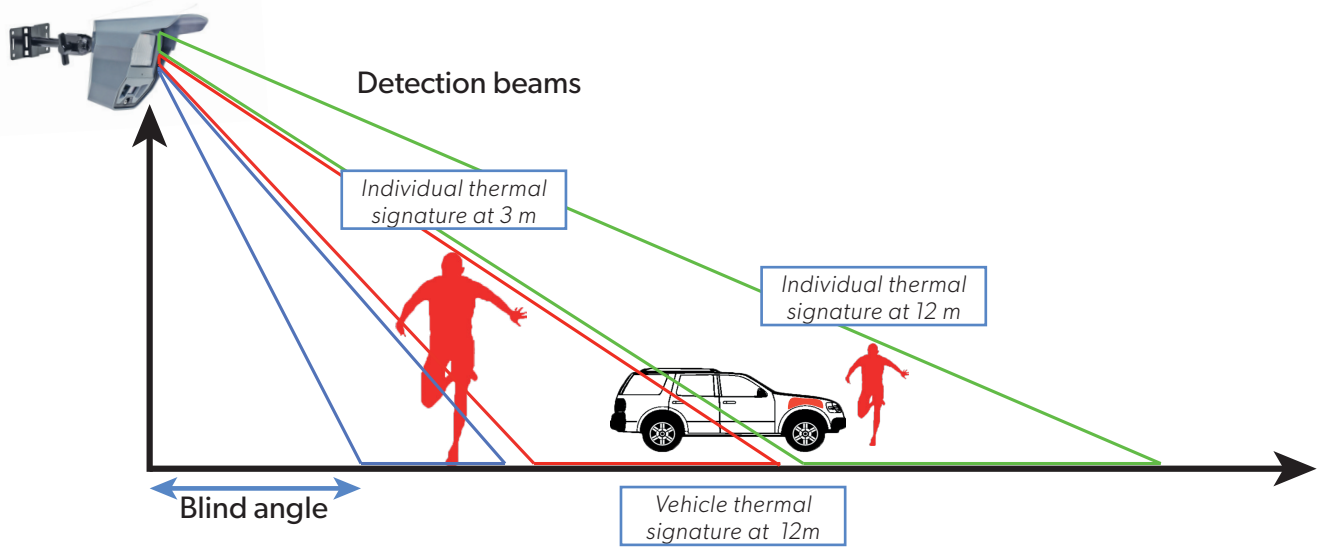 Detection beams
Individual thermal
signature at 3 m
Individual thermal
signature at 12 m
Blind angle
Vehicle thermal
signature at 12m